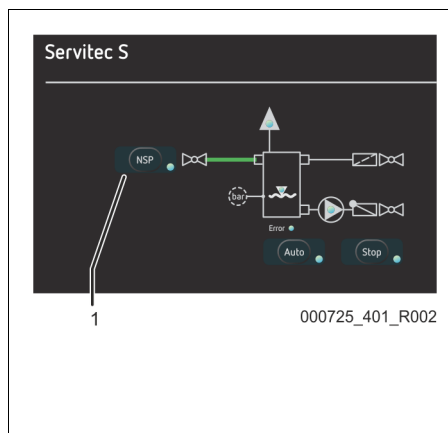 Servitec S
NSP
bar
Error
Auto
Stop
1
000725_401_R002